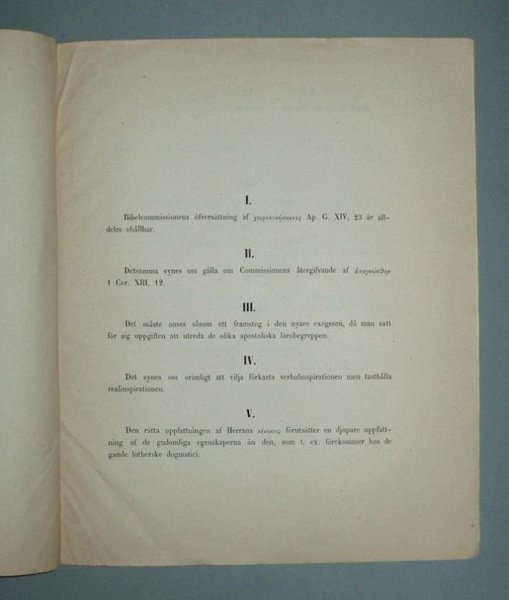 I.
Bibelcommissionens öfversättning af χειροτονήσαντες Ap. G. XIV, 23 är all-
deles ohållbar.
II.
Detsamma synes oss gälla om Commissionens återgifvande af ἐπεγνώσθην
1 Cor. XIII, 12.
III.
Det måste anses såsom ett framsteg i den nyare exegesen, då man satt
för sig uppgiften att utreda de olika apostoliska lärobegreppen.
IV.
Det synes oss orimligt att vilja förkasta verbalinspirationen men fasthålla
realinspirationen.
V.
Den rätta uppfattningen af Herrans κένωσις förutsätter en djupare uppfatt-
ning af de gudomliga egenskaperna än den, som t. ex. förekommer hos de
gamle lutherske dogmatici.